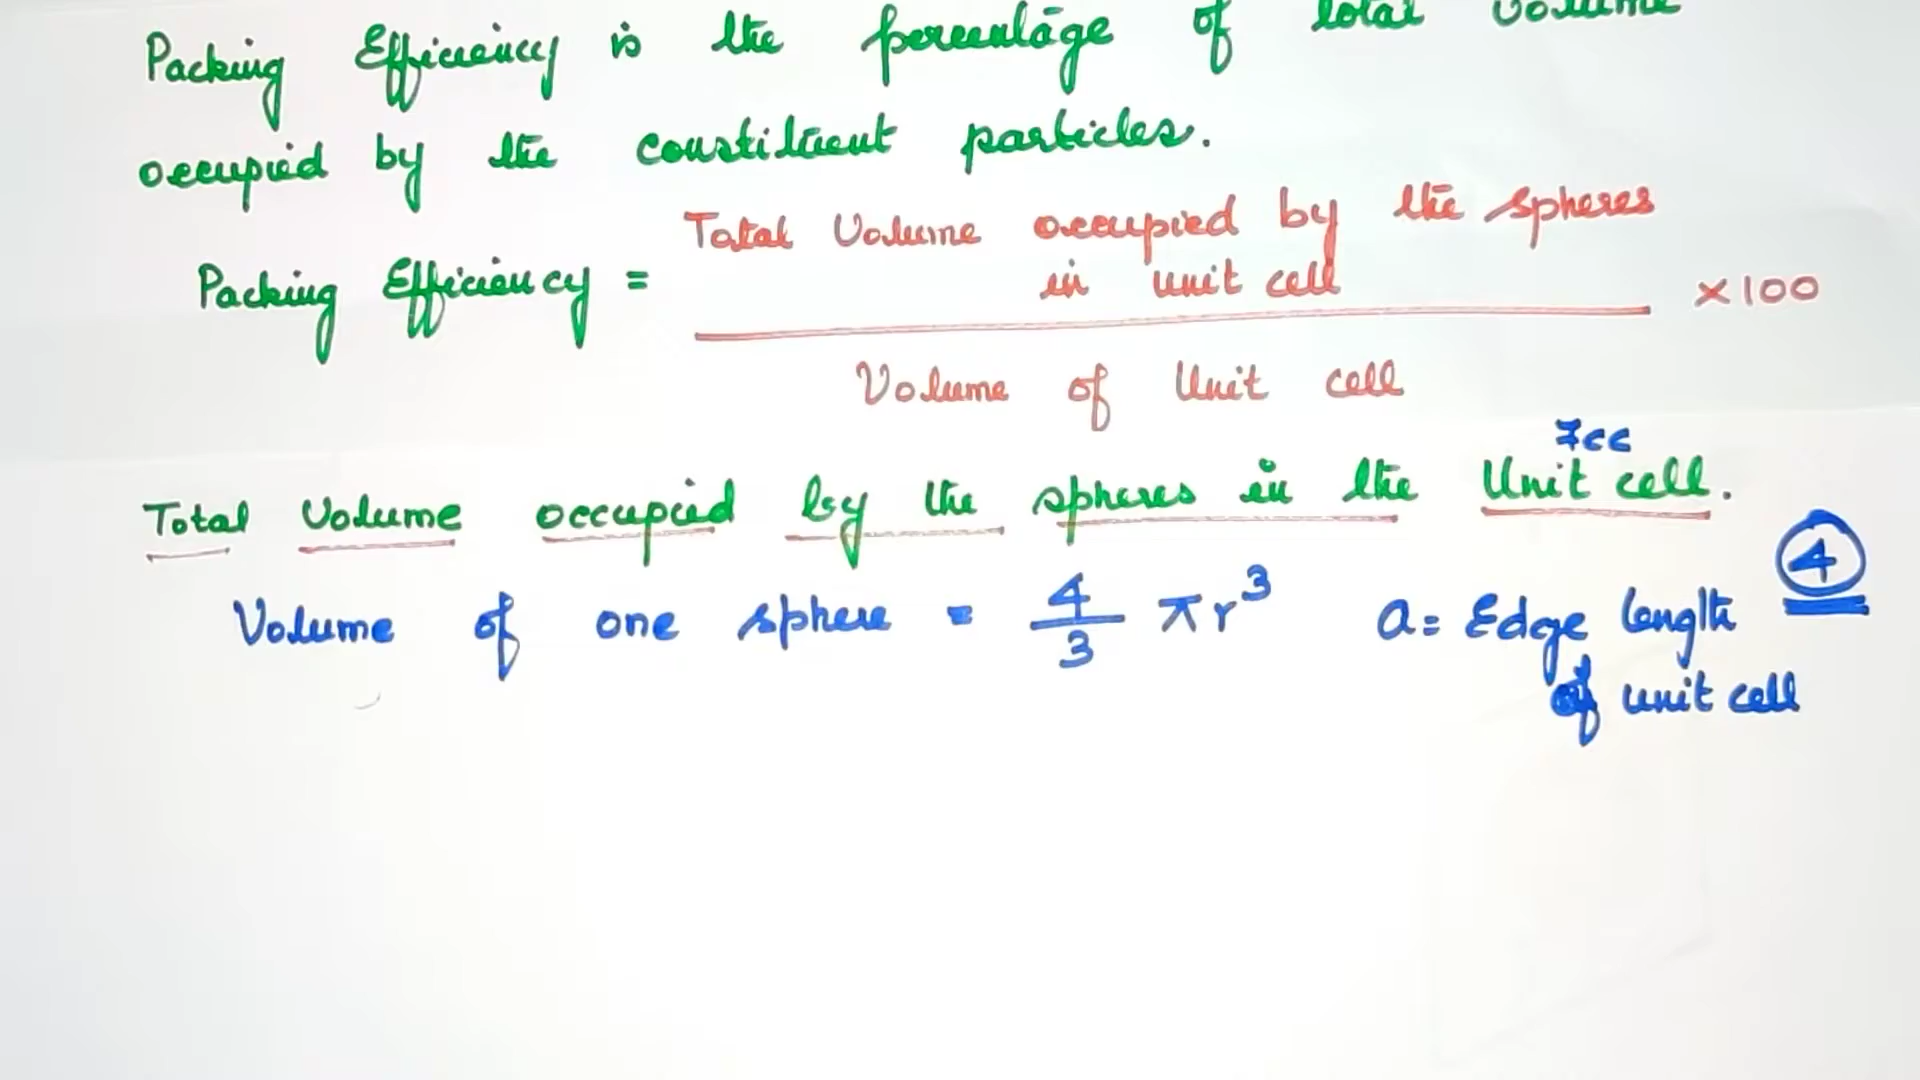 Packing Efficiency is the percentage of total volume
occupied by the constituent particles.
Total Volume occupied by the spheres
in unit cell
Packing Efficiency = × 100
Volume of Unit cell
fcc
Total Volume occupied by the spheres in the Unit cell.
4
Volume of one sphere = 4/3 πr³ a = Edge length
of unit cell